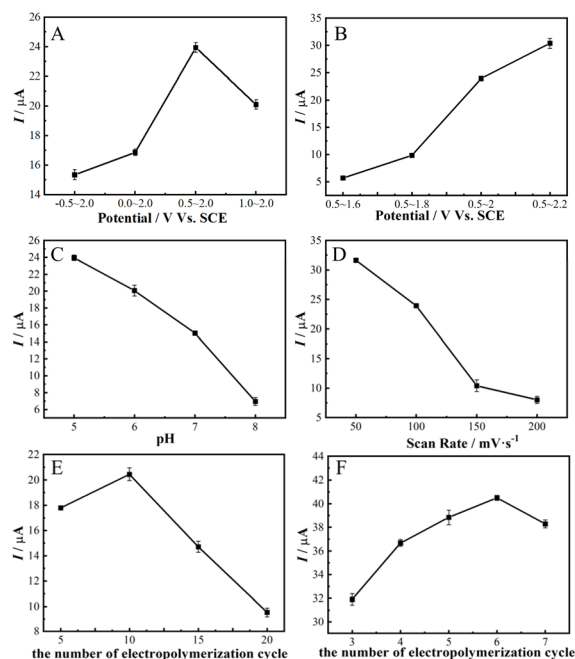 A
I / μA
24
22
20
18
16
14
-0.5~2.0 0.0~2.0 0.5~2.0 1.0~2.0
Potential / V Vs. SCE
B
I / μA
35
30
25
20
15
10
5
0.5~1.6 0.5~1.8 0.5~2 0.5~2.2
Potential / V Vs. SCE
C
I / μA
26
24
22
20
18
16
14
12
10
8
6
5 6 7 8
pH
D
I / μA
35
30
25
20
15
10
5
50 100 150 200
Scan Rate / mV·s⁻¹
E
I / μA
22
20
18
16
14
12
10
8
5 10 15 20
the number of electropolymerization cycle
F
I / μA
44
42
40
38
36
34
32
3 4 5 6 7
the number of electropolymerization cycle